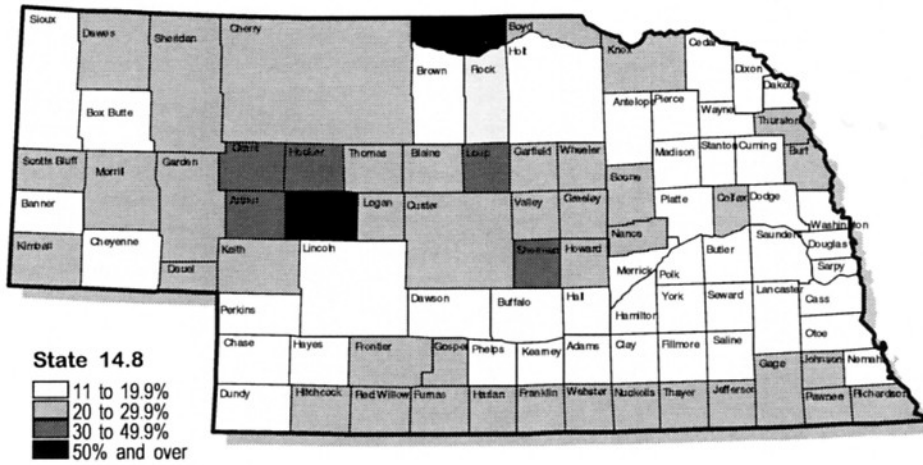 Sioux
Dawes
Sheridan
Cherry
Boyd
Knox
Cedar
Dixon
Dakota
Brown
Rock
Holt
Box Butte
Antelope
Pierce
Wayne
Thurston
Scotts Bluff
Morrill
Garden
Grant
Hooker
Thomas
Blaine
Loup
Garfield
Wheeler
Boone
Madison
Stanton
Cuming
Burt
Banner
Arthur
Logan
Custer
Valley
Greeley
Platte
Colfax
Dodge
Washington
Kimball
Cheyenne
Deuel
Keith
Lincoln
Sherman
Howard
Nance
Merrick
Polk
Butler
Saunders
Douglas
Sarpy
Perkins
Dawson
Buffalo
Hall
Hamilton
York
Seward
Lancaster
Cass
Chase
Hayes
Frontier
Gosper
Phelps
Kearney
Adams
Clay
Fillmore
Saline
Otoe
Gage
Johnson
Nemaha
Dundy
Hitchcock
Red Willow
Furnas
Harlan
Franklin
Webster
Nuckolls
Thayer
Jefferson
Pawnee
Richardson
State 14.8
11 to 19.9%
20 to 29.9%
30 to 49.9%
50% and over